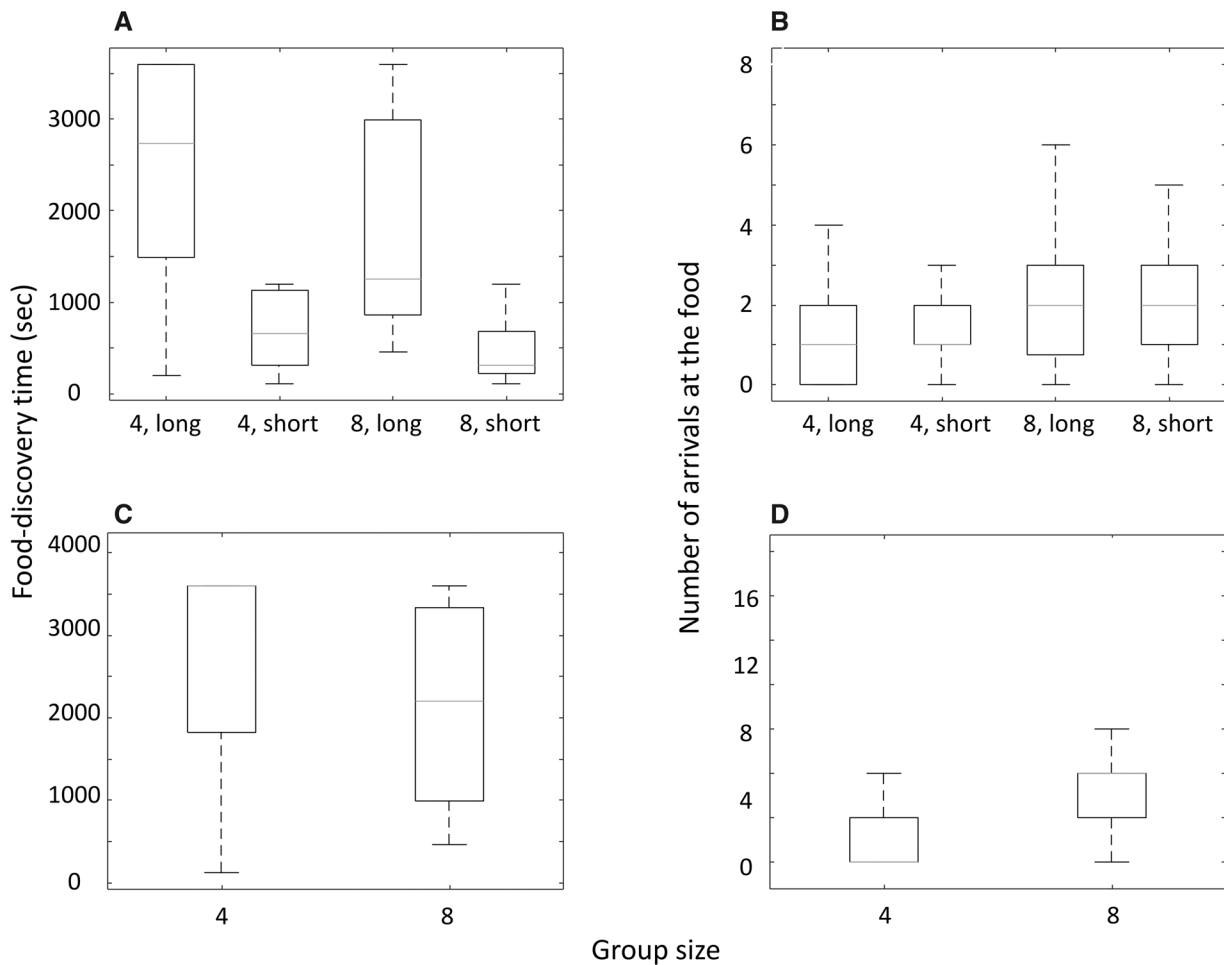 A
B
Food-discovery time (sec)
3000
2000
1000
0
4, long
4, short
8, long
8, short
Number of arrivals at the food
8
6
4
2
0
4, long
4, short
8, long
8, short
C
4000
3000
2000
1000
0
4
8
D
16
12
8
4
0
4
8
Group size